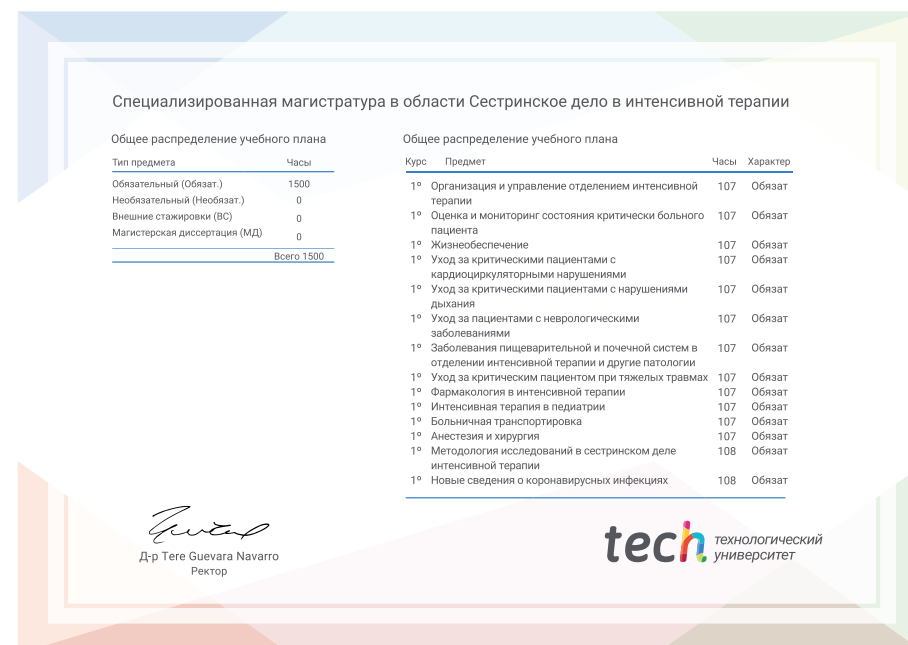 Специализированная магистратура в области Сестринское дело в интенсивной терапии
Общее распределение учебного плана
Тип предмета Часы
Обязательный (Обязат.) 1500
Необязательный (Необязат.) 0
Внешние стажировки (ВС) 0
Магистерская диссертация (МД) 0
Всего 1500
Общее распределение учебного плана
Курс Предмет Часы Характер
1º Организация и управление отделением интенсивной 107 Обязат
терапии
1º Оценка и мониторинг состояния критически больного 107 Обязат
пациента
1º Жизнеобеспечение 107 Обязат
1º Уход за критическими пациентами с 107 Обязат
кардиоциркуляторными нарушениями
1º Уход за критическими пациентами с нарушениями 107 Обязат
дыхания
1º Уход за пациентами с неврологическими 107 Обязат
заболеваниями
1º Заболевания пищеварительной и почечной систем в 107 Обязат
отделении интенсивной терапии и другие патологии
1º Уход за критическим пациентом при тяжелых травмах 107 Обязат
1º Фармакология в интенсивной терапии 107 Обязат
1º Интенсивная терапия в педиатрии 107 Обязат
1º Больничная транспортировка 107 Обязат
1º Анестезия и хирургия 107 Обязат
1º Методология исследований в сестринском деле 108 Обязат
интенсивной терапии
1º Новые сведения о коронавирусных инфекциях 108 Обязат
Д-р Tere Guevara Navarro
Ректор
tech технологический
университет